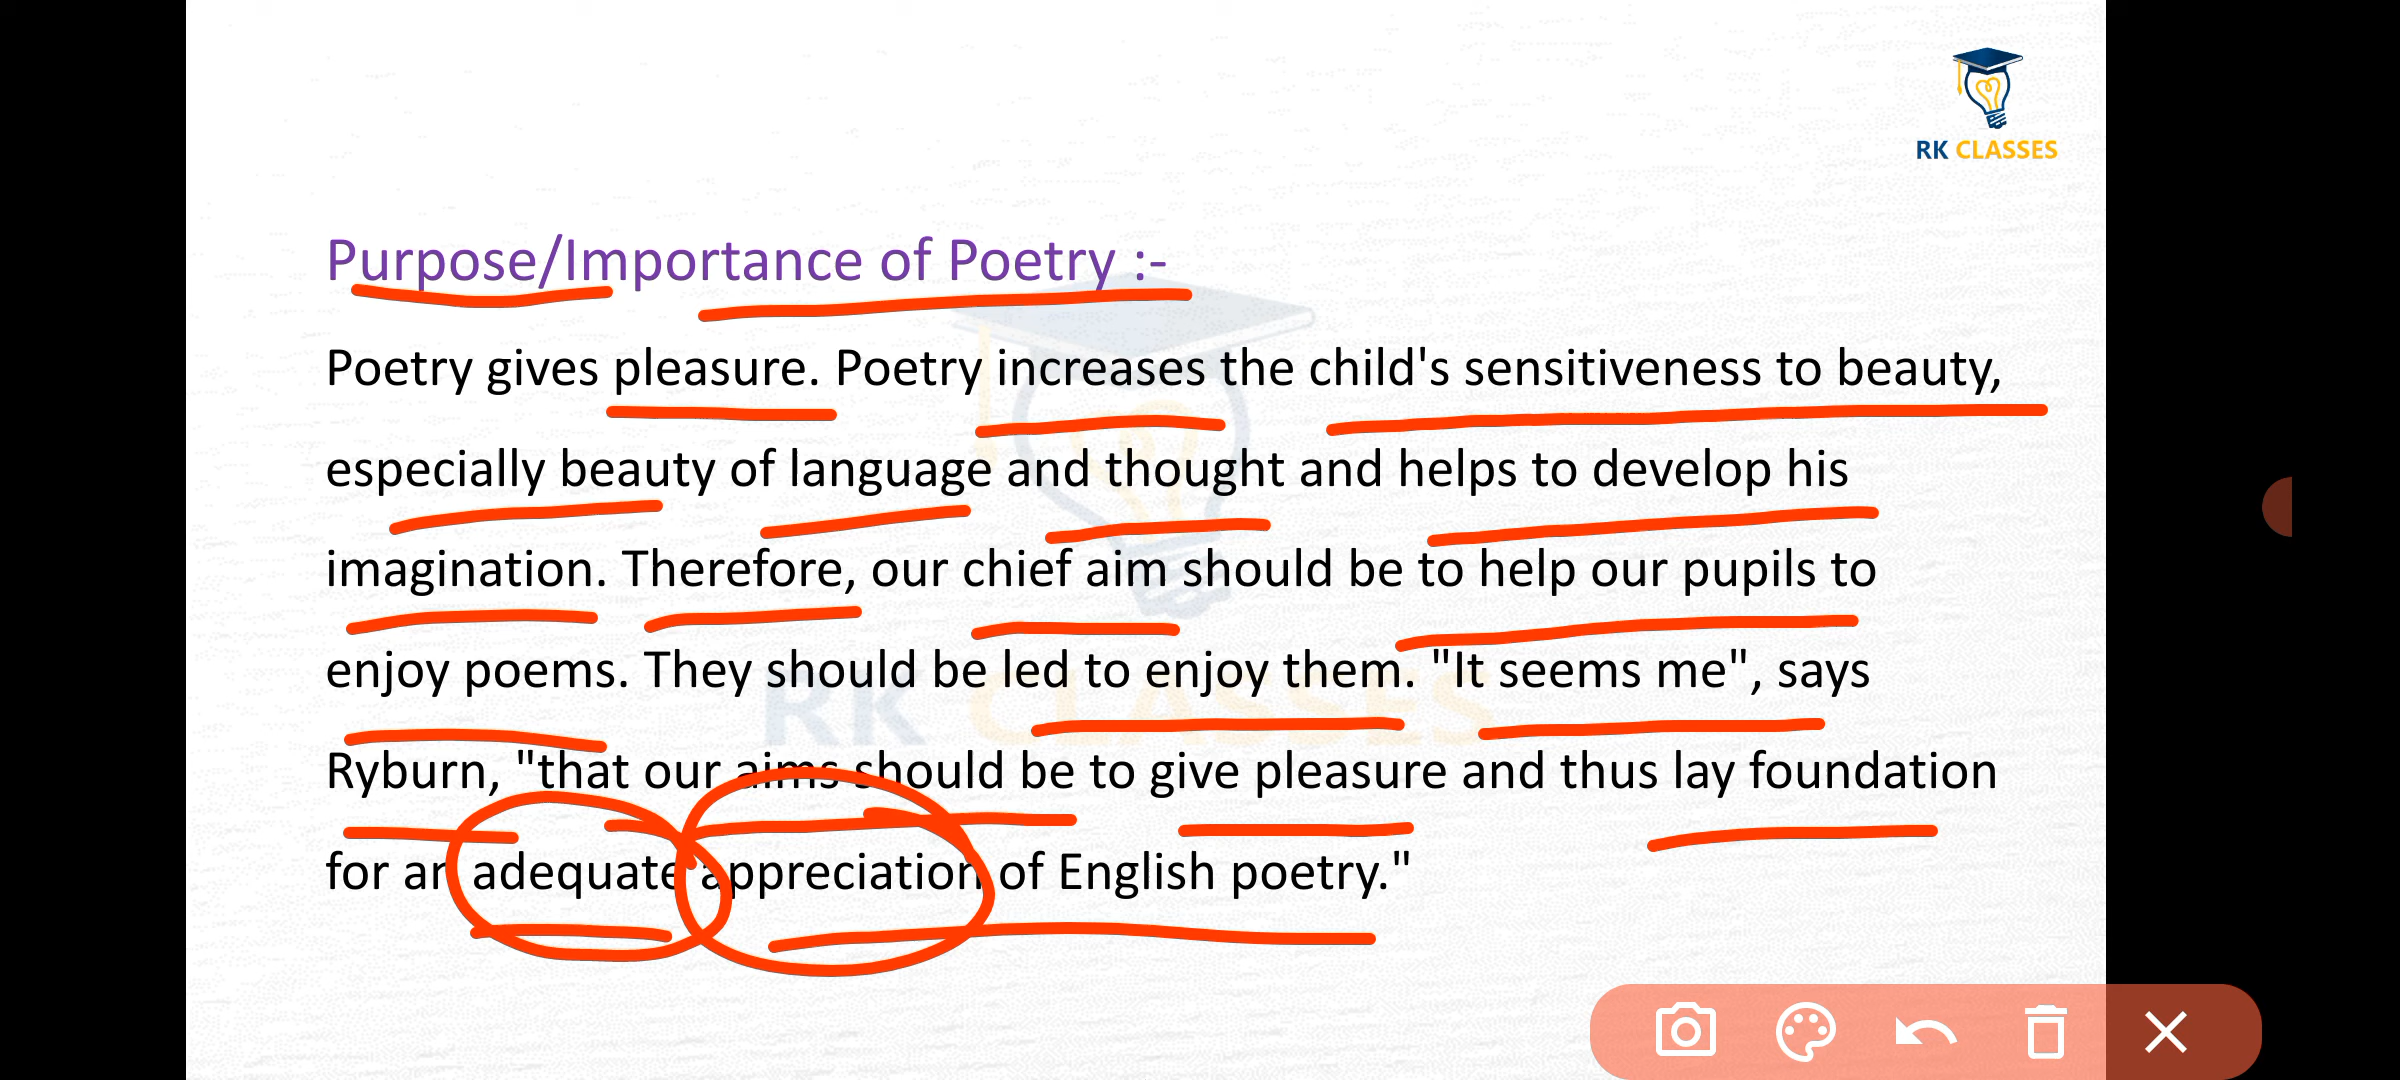 RK CLASSES
Purpose/Importance of Poetry :-
Poetry gives pleasure. Poetry increases the child's sensitiveness to beauty,
especially beauty of language and thought and helps to develop his
imagination. Therefore, our chief aim should be to help our pupils to
enjoy poems. They should be led to enjoy them. "It seems me", says
RK CLASSES
Ryburn, "that our aims should be to give pleasure and thus lay foundation
for an adequate appreciation of English poetry."